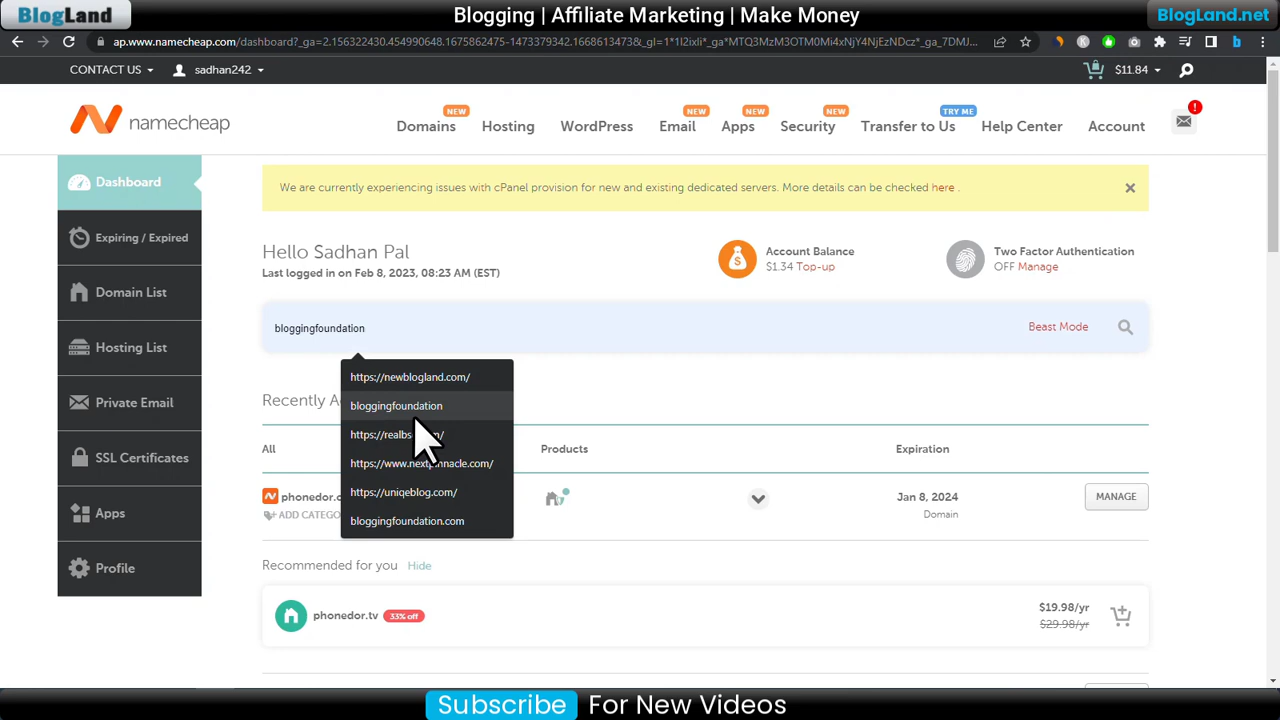 BlogLand
Blogging | Affiliate Marketing | Make Money
BlogLand.net
ap.www.namecheap.com/dashboard?_ga=2.156322430.454990648.1675862475-1473379342.1668613473&_gl=1*1l2ixli*_ga*MTQ3MzM3OTM0Mi4xNjY4NjEzNDcz*_ga_7DMJ...
CONTACT US
sadhan242
$11.84
namecheap
NEW
NEW
NEW
NEW
TRY ME
Domains
Hosting
WordPress
Email
Apps
Security
Transfer to Us
Help Center
Account
Dashboard
Expiring / Expired
Domain List
Hosting List
Private Email
SSL Certificates
Apps
Profile
We are currently experiencing issues with cPanel provision for new and existing dedicated servers. More details can be checked here .
Hello Sadhan Pal
Last logged in on Feb 8, 2023, 08:23 AM (EST)
Account Balance
$1.34 Top-up
Two Factor Authentication
OFF Manage
bloggingfoundation
Beast Mode
https://newblogland.com/
bloggingfoundation
https://www.nextpinnacle.com/
https://uniqeblog.com/
bloggingfoundation.com
Recently
All
Products
Expiration
phonedor.
ADD CATEGO
Jan 8, 2024
Domain
MANAGE
Recommended for you Hide
phonedor.tv 33% off
$19.98/yr
$29.98/yr
Subscribe For New Videos